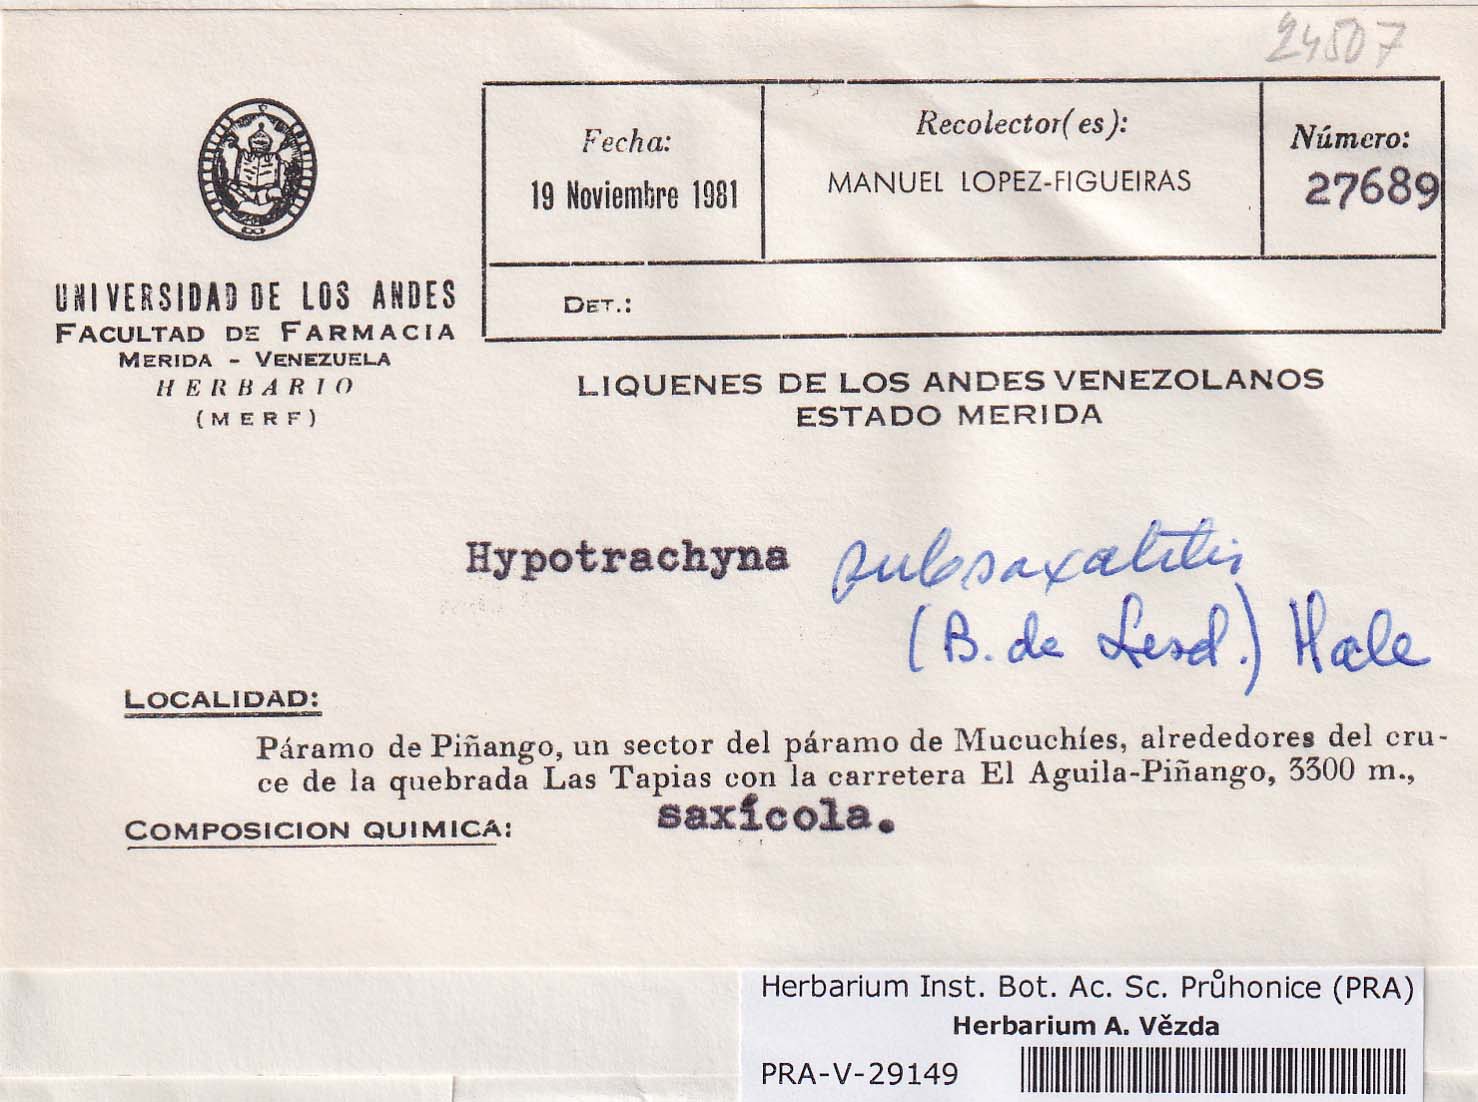 24507
Fecha:
19 Noviembre 1981
Recolector(es):
MANUEL LOPEZ-FIGUEIRAS
Número:
27689
DET.:
UNIVERSIDAD DE LOS ANDES
FACULTAD DE FARMACIA
MERIDA - VENEZUELA
HERBARIO
(MERF)
LIQUENES DE LOS ANDES VENEZOLANOS
ESTADO MERIDA
Hypotrachyna subsaxatilis
(B. de Lesd.) Hale
LOCALIDAD:
Páramo de Piñango, un sector del páramo de Mucuchíes, alrededores del cru-
ce de la quebrada Las Tapias con la carretera El Aguila-Piñango, 3300 m.,
saxícola.
COMPOSICION QUIMICA:
Herbarium Inst. Bot. Ac. Sc. Průhonice (PRA)
Herbarium A. Vězda
PRA-V-29149